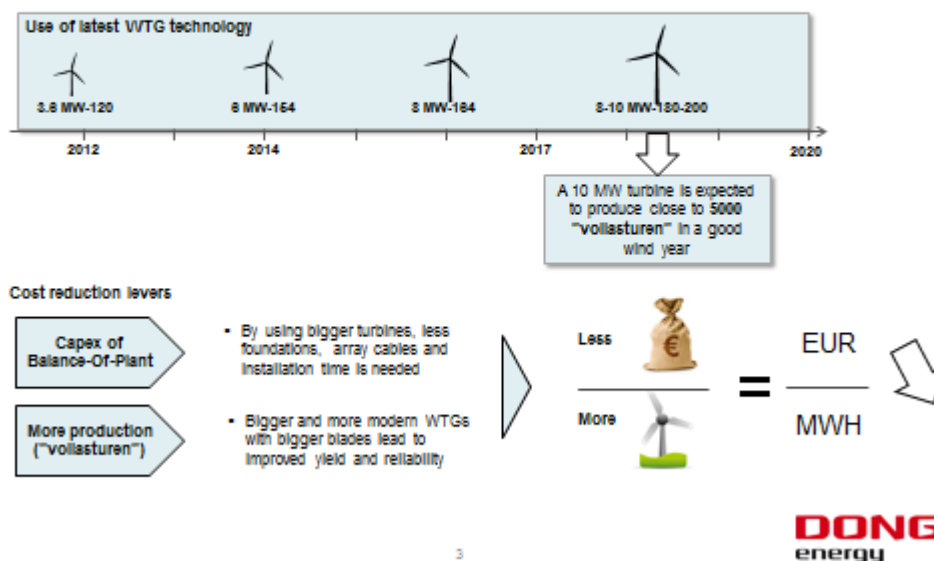 Use of latest WTG technology
3.6 MW-120
6 MW-154
8 MW-164
8-10 MW-180-200
2012
2014
2017
2020
A 10 MW turbine is expected
to produce close to 5000
"vollasturen" in a good
wind year
Cost reduction levers
Capex of
Balance-Of-Plant
▪ By using bigger turbines, less
foundations, array cables and
installation time is needed
More production
("vollasturen")
▪ Bigger and more modern WTGs
with bigger blades lead to
improved yield and reliability
Less
€
More
=
EUR
MWH
3
DONG
energy